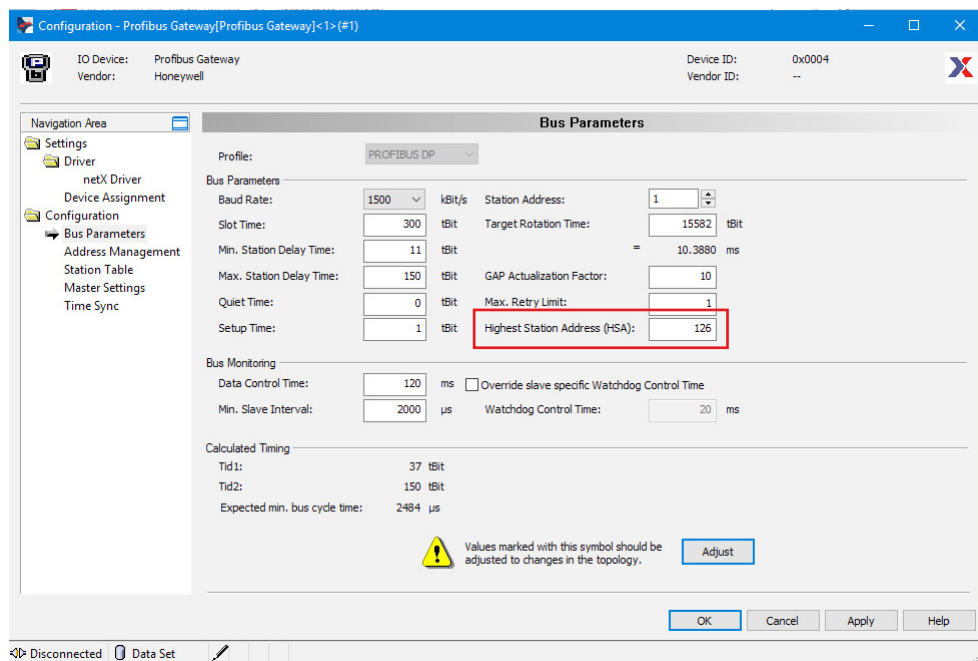 Configuration - Profibus Gateway[Profibus Gateway]<1>(#1)
IO Device: Profibus Gateway Device ID: 0x0004
Vendor: Honeywell Vendor ID: --
Navigation Area
Settings
Driver
netX Driver
Device Assignment
Configuration
Bus Parameters
Address Management
Station Table
Master Settings
Time Sync
Bus Parameters
Profile: PROFIBUS DP
Bus Parameters
Baud Rate: 1500 kBit/s Station Address: 1
Slot Time: 300 tBit Target Rotation Time: 15582 tBit
Min. Station Delay Time: 11 tBit = 10.3880 ms
Max. Station Delay Time: 150 tBit GAP Actualization Factor: 10
Quiet Time: 0 tBit Max. Retry Limit: 1
Setup Time: 1 tBit Highest Station Address (HSA): 126
Bus Monitoring
Data Control Time: 120 ms Override slave specific Watchdog Control Time
Min. Slave Interval: 2000 µs Watchdog Control Time: 20 ms
Calculated Timing
Tid1: 37 tBit
Tid2: 150 tBit
Expected min. bus cycle time: 2484 µs
Values marked with this symbol should be
adjusted to changes in the topology.
Adjust
OK Cancel Apply Help
Disconnected Data Set